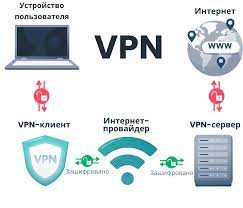 Устройство
пользователя
VPN
Интернет
WWW
VPN-клиент
Интернет-
провайдер
VPN-сервер
VPN
Зашифровано
Зашифровано